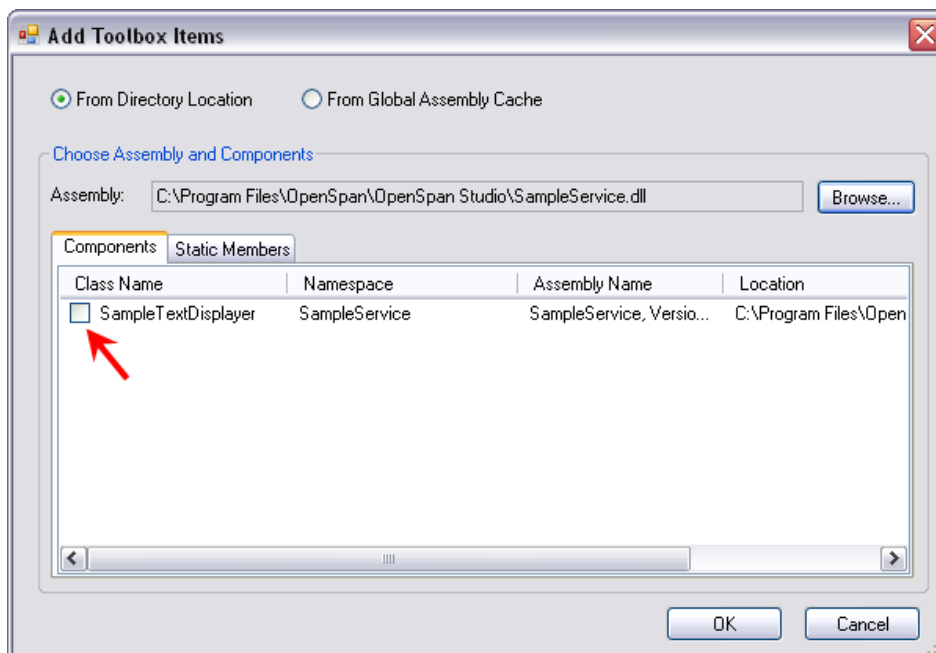 Add Toolbox Items
From Directory Location From Global Assembly Cache
Choose Assembly and Components
Assembly: C:\Program Files\OpenSpan\OpenSpan Studio\SampleService.dll Browse...
Components Static Members
Class Name Namespace Assembly Name Location
SampleTextDisplayer SampleService SampleService, Versio... C:\Program Files\Open
OK Cancel